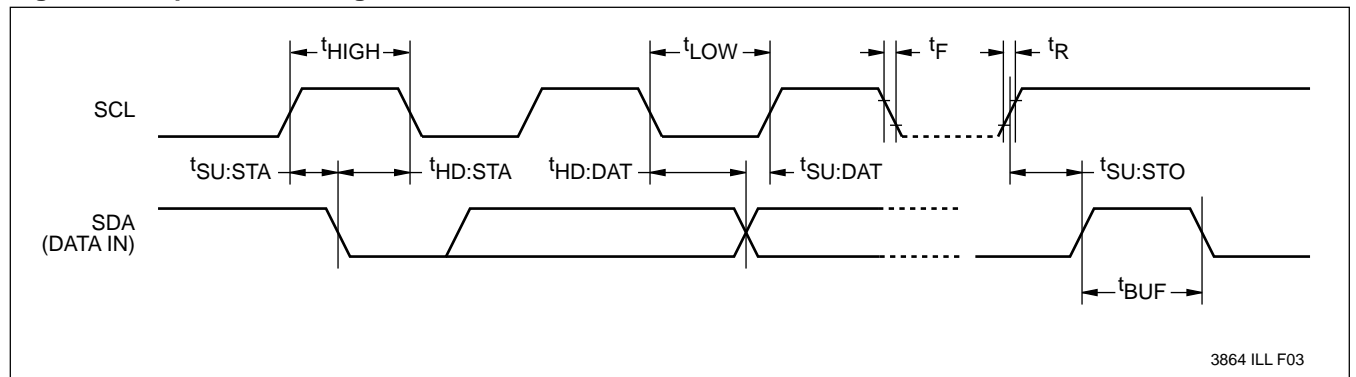 tHIGH tLOW tF tR
SCL
tSU:STA tHD:STA tHD:DAT tSU:DAT tSU:STO
SDA
(DATA IN)
tBUF
3864 ILL F03